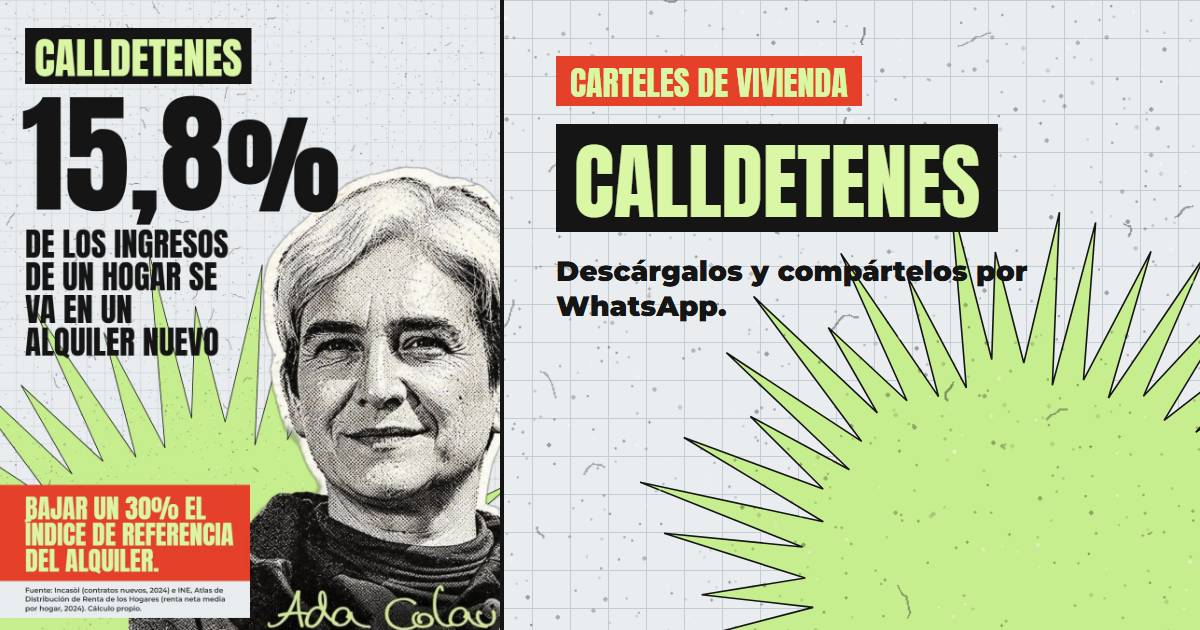 CALLDETENES
15,8%
DE LOS INGRESOS
DE UN HOGAR SE
VA EN UN
ALQUILER NUEVO
BAJAR UN 30% EL
ÍNDICE DE REFERENCIA
DEL ALQUILER.
Fuente: Incasòl (contratos nuevos, 2024) e INE, Atlas de
Distribución de Renta de los Hogares (renta neta media
por hogar, 2024). Cálculo propio.
Ada Colau
CARTELES DE VIVIENDA
CALLDETENES
Descárgalos y compártelos por
WhatsApp.